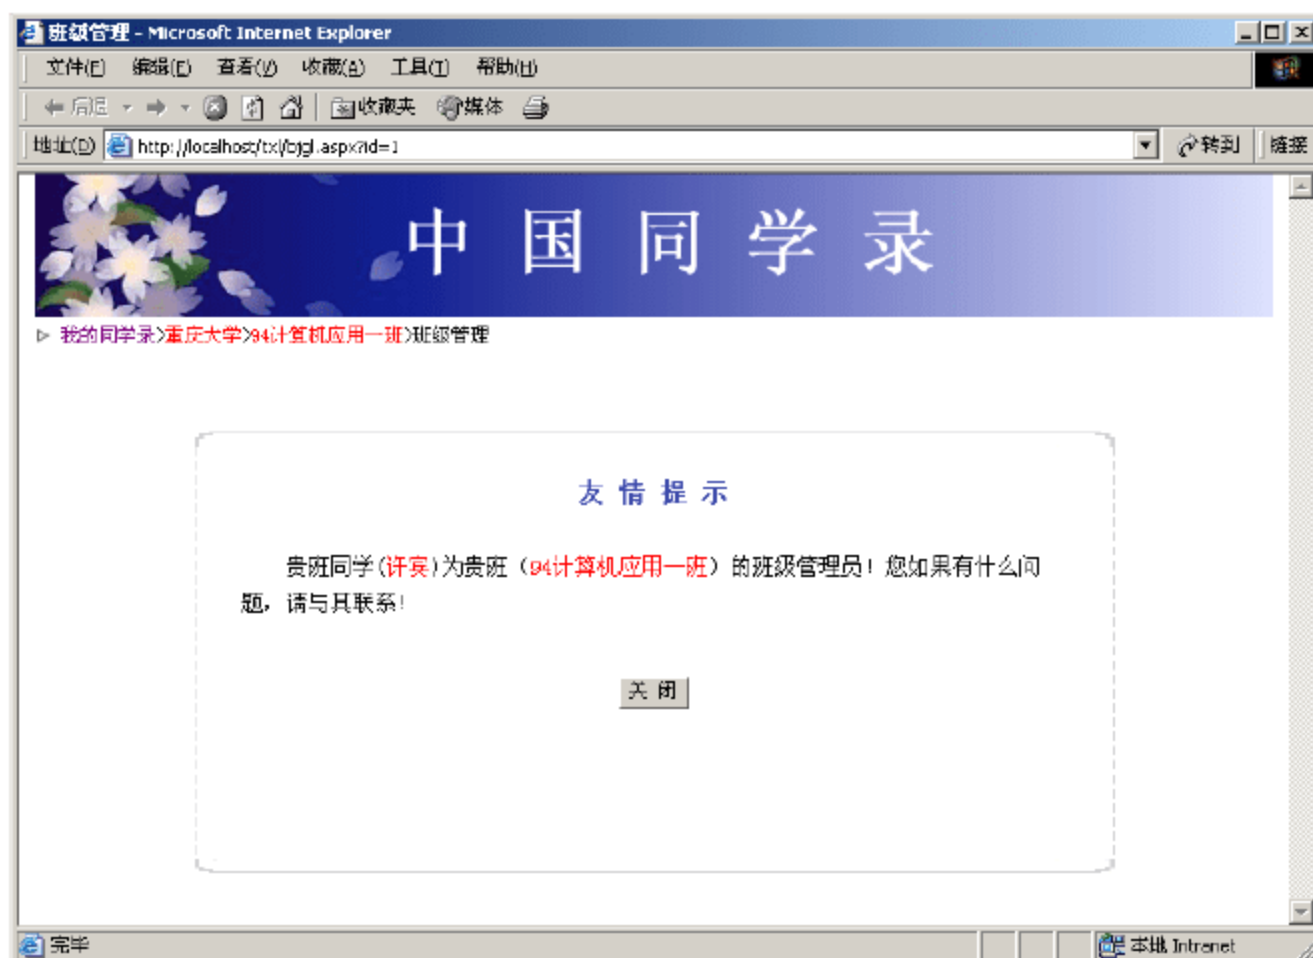 班级管理 - Microsoft Internet Explorer
文件(F) 编辑(E) 查看(V) 收藏(A) 工具(T) 帮助(H)
后退 收藏夹 媒体
地址(D) http://localhost/txl/bjgl.aspx?id=1 转到 链接
中国同学录
我的同学录>重庆大学>94计算机应用一班>班级管理
友情提示
贵班同学(许宾)为贵班（94计算机应用一班）的班级管理员！您如果有什么问
题，请与其联系！
关闭
完毕 本地 Intranet